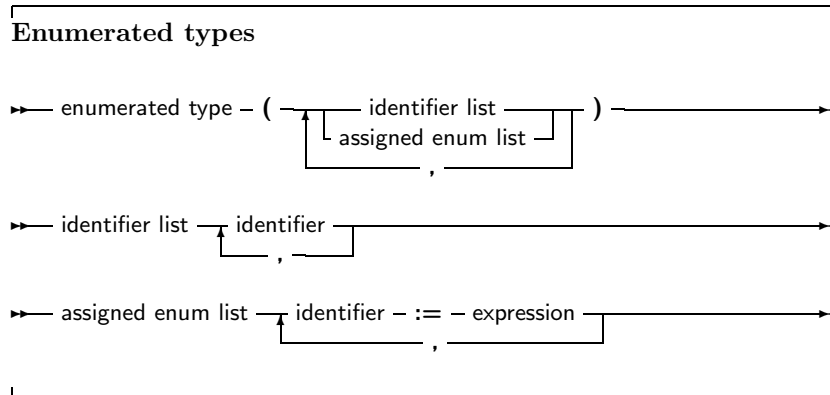 Enumerated types
enumerated type ( identifier list )
assigned enum list
,
identifier list identifier
,
assigned enum list identifier := expression
,